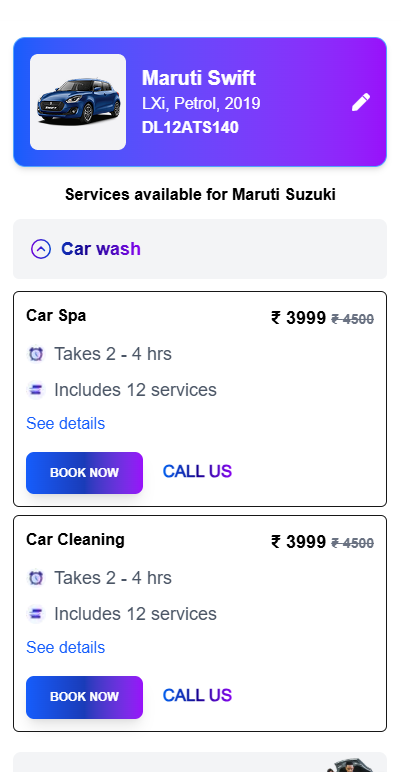 Maruti Swift
LXi, Petrol, 2019
DL12ATS140
Services available for Maruti Suzuki
Car wash
Car Spa
₹ 3999 ₹ 4500
Takes 2 - 4 hrs
Includes 12 services
See details
BOOK NOW CALL US
Car Cleaning
₹ 3999 ₹ 4500
Takes 2 - 4 hrs
Includes 12 services
See details
BOOK NOW CALL US